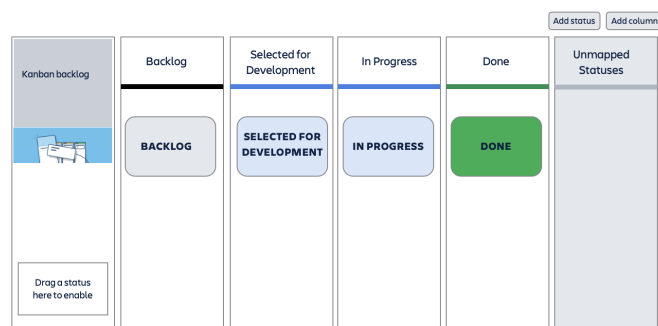 Add status
Add column
Kanban backlog
Backlog
Selected for
Development
In Progress
Done
Unmapped
Statuses
BACKLOG
SELECTED FOR
DEVELOPMENT
IN PROGRESS
DONE
Drag a status
here to enable